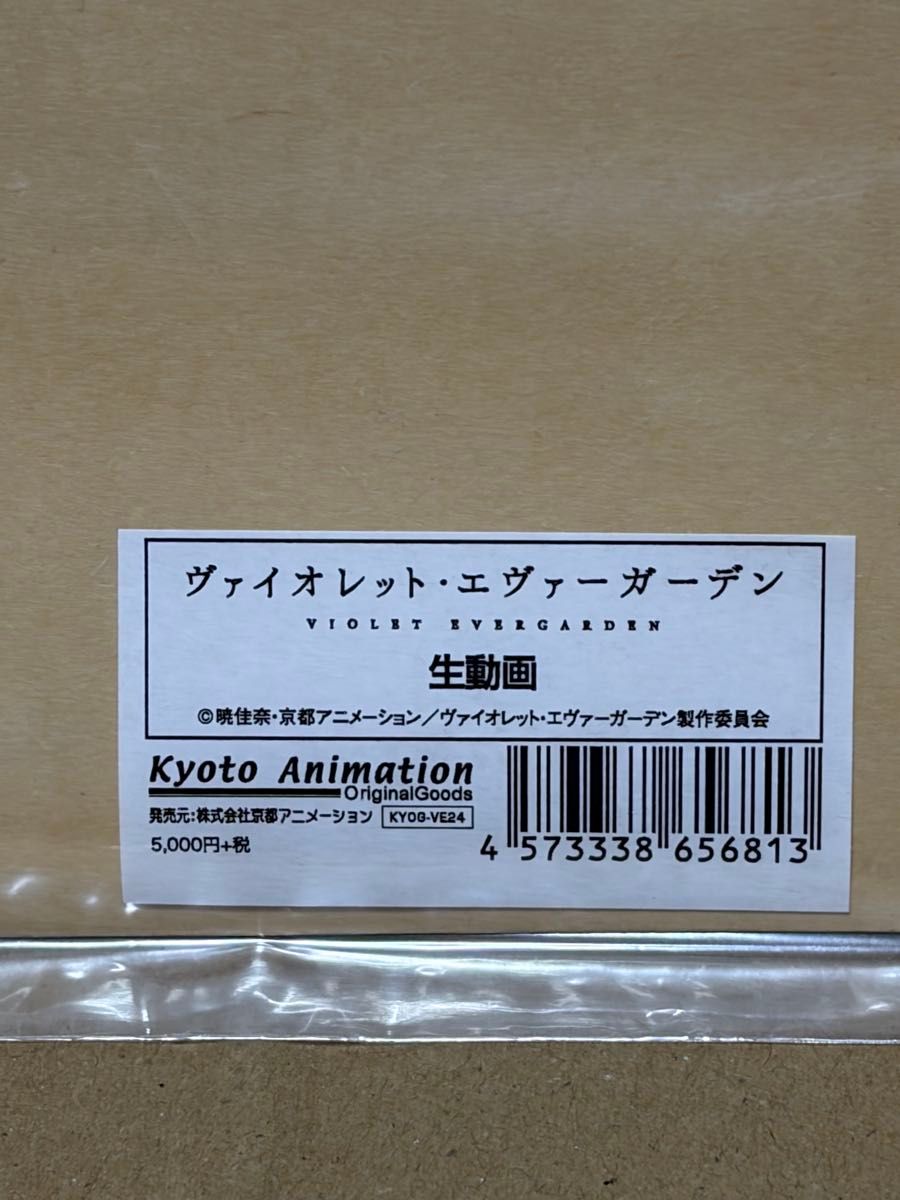 ヴァイオレット・エヴァーガーデン
VIOLET EVERGARDEN
生動画
©暁佳奈・京都アニメーション／ヴァイオレット・エヴァーガーデン製作委員会
Kyoto Animation
OriginalGoods
発売元:株式会社京都アニメーション KYOG-VE24
5,000円+税
4 573338 656813